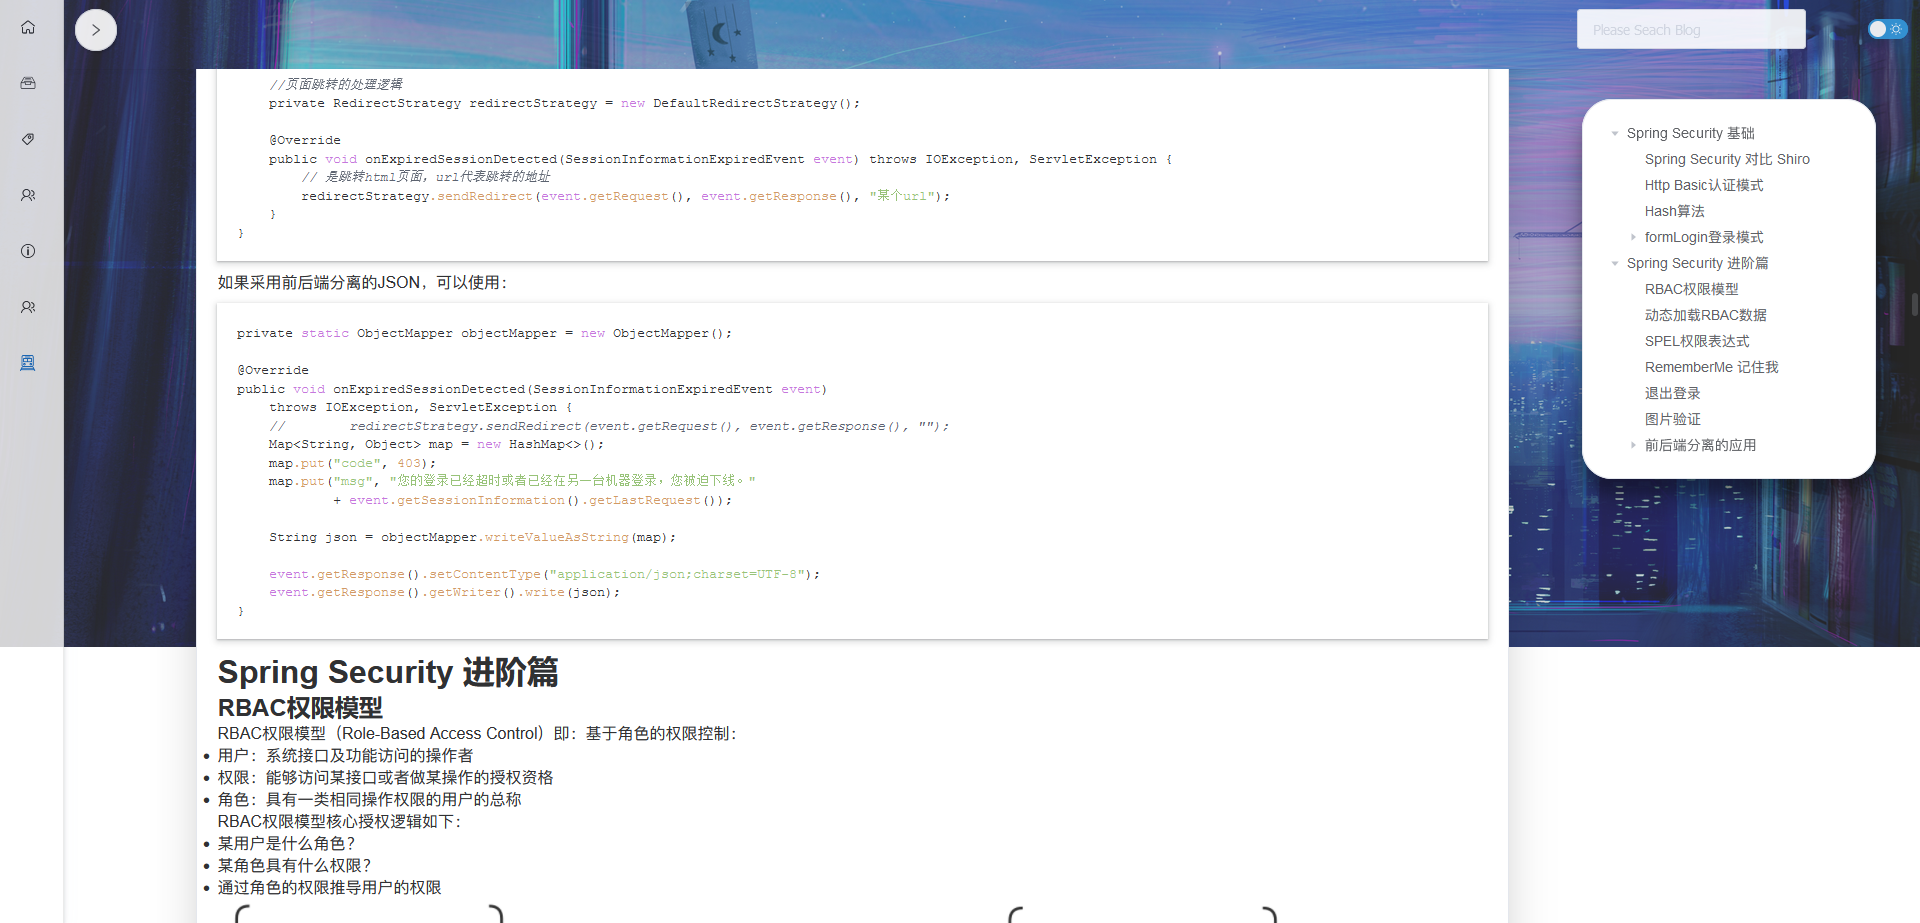 Please Seach Blog
//页面跳转的处理逻辑
private RedirectStrategy redirectStrategy = new DefaultRedirectStrategy();
@Override
public void onExpiredSessionDetected(SessionInformationExpiredEvent event) throws IOException, ServletException {
// 是跳转html页面，url代表跳转的地址
redirectStrategy.sendRedirect(event.getRequest(), event.getResponse(), "某个url");
}
}
如果采用前后端分离的JSON，可以使用：
private static ObjectMapper objectMapper = new ObjectMapper();
@Override
public void onExpiredSessionDetected(SessionInformationExpiredEvent event)
throws IOException, ServletException {
//        redirectStrategy.sendRedirect(event.getRequest(), event.getResponse(), "");
Map<String, Object> map = new HashMap<>();
map.put("code", 403);
map.put("msg", "您的登录已经超时或者已经在另一台机器登录，您被迫下线。"
+ event.getSessionInformation().getLastRequest());
String json = objectMapper.writeValueAsString(map);
event.getResponse().setContentType("application/json;charset=UTF-8");
event.getResponse().getWriter().write(json);
}
Spring Security 进阶篇
RBAC权限模型
RBAC权限模型（Role-Based Access Control）即：基于角色的权限控制：
用户：系统接口及功能访问的操作者
权限：能够访问某接口或者做某操作的授权资格
角色：具有一类相同操作权限的用户的总称
RBAC权限模型核心授权逻辑如下：
某用户是什么角色？
某角色具有什么权限？
通过角色的权限推导用户的权限
Spring Security 基础
Spring Security 对比 Shiro
Http Basic认证模式
Hash算法
formLogin登录模式
Spring Security 进阶篇
RBAC权限模型
动态加载RBAC数据
SPEL权限表达式
RememberMe 记住我
退出登录
图片验证
前后端分离的应用